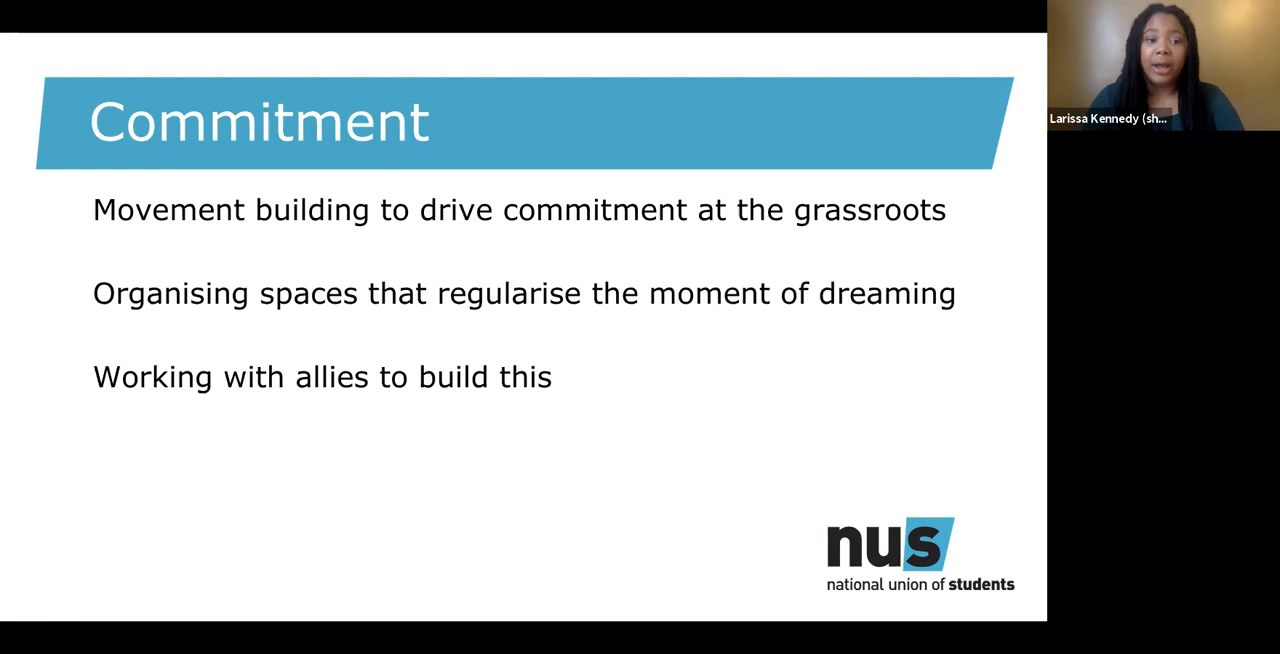 Commitment
Larissa Kennedy (sh...
Movement building to drive commitment at the grassroots
Organising spaces that regularise the moment of dreaming
Working with allies to build this
nus
national union of students